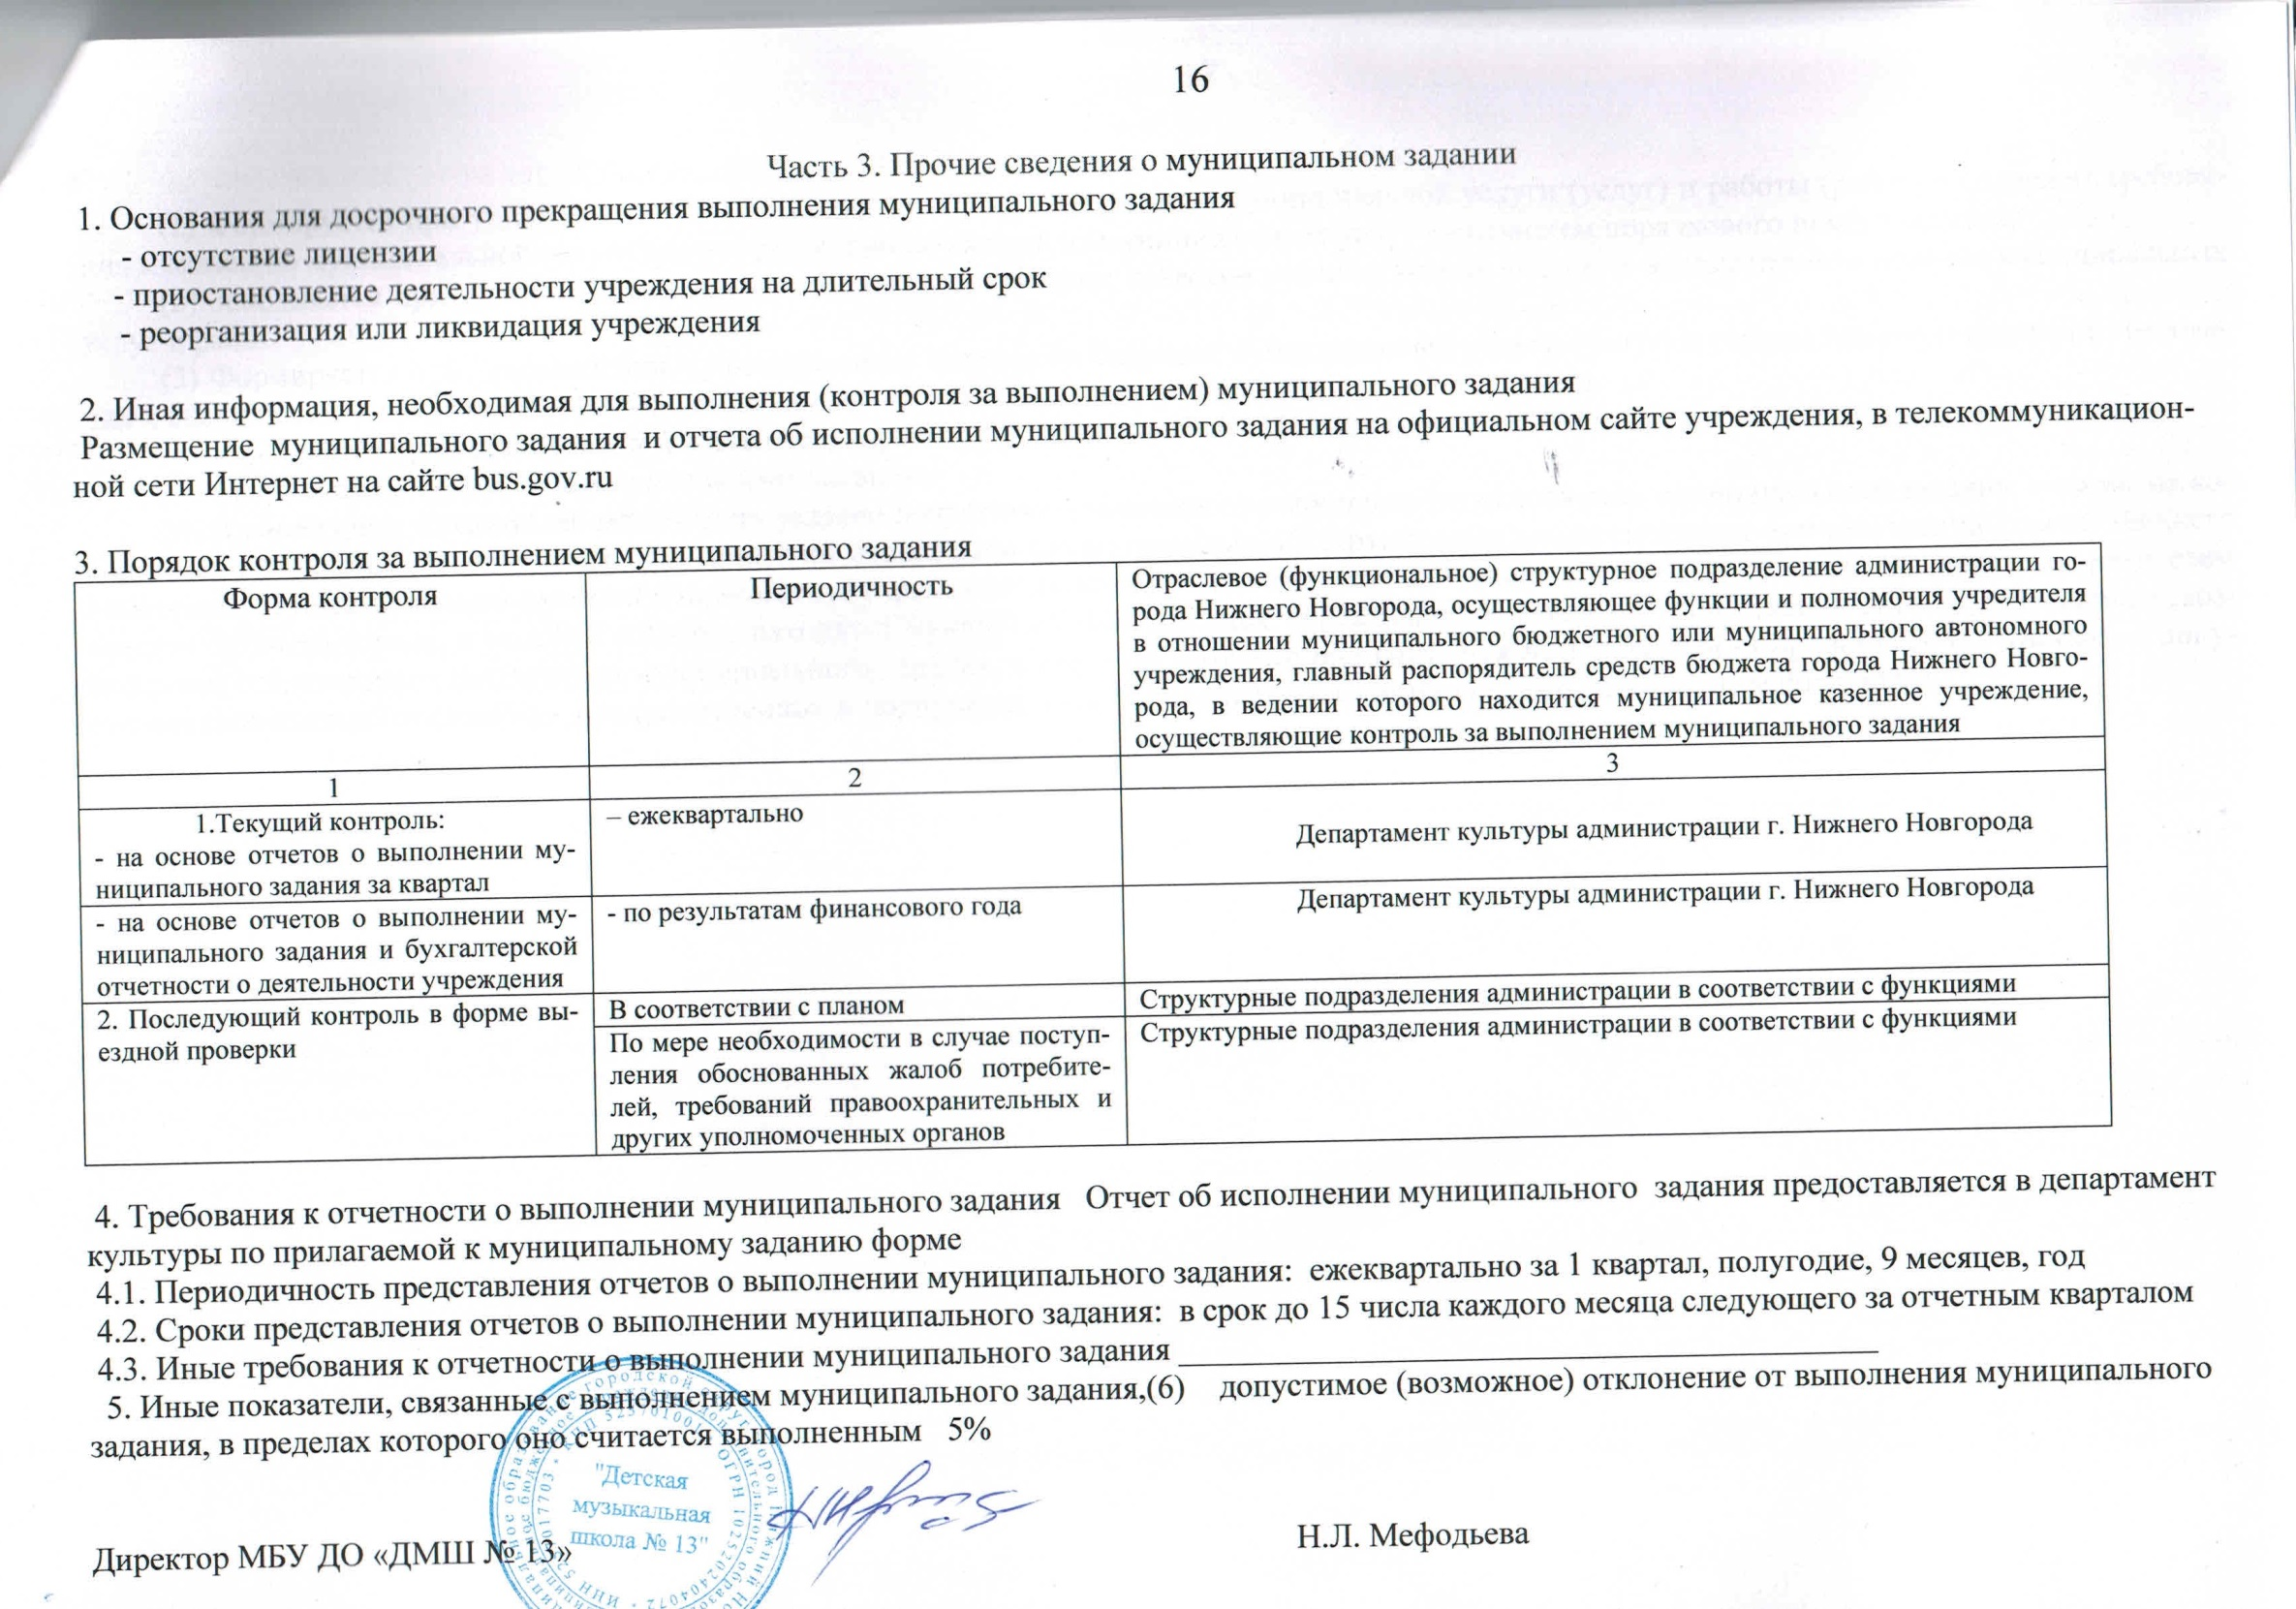 16
Часть 3. Прочие сведения о муниципальном задании
1. Основания для досрочного прекращения выполнения муниципального задания
- отсутствие лицензии
- приостановление деятельности учреждения на длительный срок
- реорганизация или ликвидация учреждения
2. Иная информация, необходимая для выполнения (контроля за выполнением) муниципального задания
Размещение муниципального задания и отчета об исполнении муниципального задания на официальном сайте учреждения, в телекоммуникацион-
ной сети Интернет на сайте bus.gov.ru
3. Порядок контроля за выполнением муниципального задания
Форма контроля
Периодичность
Отраслевое (функциональное) структурное подразделение администрации го-
рода Нижнего Новгорода, осуществляющее функции и полномочия учредителя
в отношении муниципального бюджетного или муниципального автономного
учреждения, главный распорядитель средств бюджета города Нижнего Новго-
рода, в ведении которого находится муниципальное казенное учреждение,
осуществляющие контроль за выполнением муниципального задания
1
2
3
1.Текущий контроль:
- на основе отчетов о выполнении му-
ниципального задания за квартал
– ежеквартально
Департамент культуры администрации г. Нижнего Новгорода
- на основе отчетов о выполнении му-
ниципального задания и бухгалтерской
отчетности о деятельности учреждения
- по результатам финансового года
Департамент культуры администрации г. Нижнего Новгорода
2. Последующий контроль в форме вы-
ездной проверки
В соответствии с планом
Структурные подразделения администрации в соответствии с функциями
По мере необходимости в случае поступ-
ления обоснованных жалоб потребите-
лей, требований правоохранительных и
других уполномоченных органов
Структурные подразделения администрации в соответствии с функциями
4. Требования к отчетности о выполнении муниципального задания Отчет об исполнении муниципального задания предоставляется в департамент
культуры по прилагаемой к муниципальному заданию форме
4.1. Периодичность представления отчетов о выполнении муниципального задания: ежеквартально за 1 квартал, полугодие, 9 месяцев, год
4.2. Сроки представления отчетов о выполнении муниципального задания: в срок до 15 числа каждого месяца следующего за отчетным кварталом
4.3. Иные требования к отчетности о выполнении муниципального задания
5. Иные показатели, связанные с выполнением муниципального задания,(6) допустимое (возможное) отклонение от выполнения муниципального
задания, в пределах которого оно считается выполненным 5%
"Детская
музыкальная
школа № 13"
Директор МБУ ДО «ДМШ № 13»
Н.Л. Мефодьева